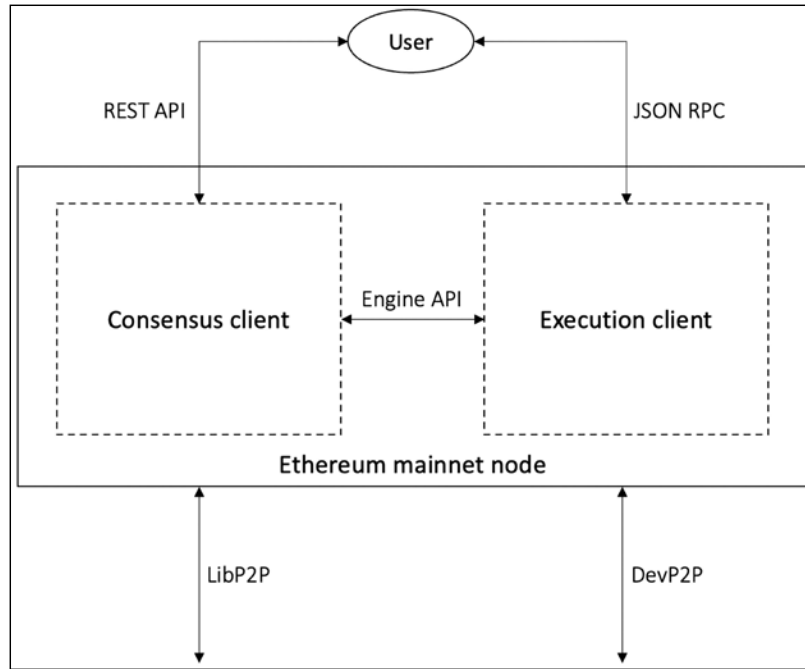 User
REST API
JSON RPC
Engine API
Consensus client
Execution client
Ethereum mainnet node
LibP2P
DevP2P